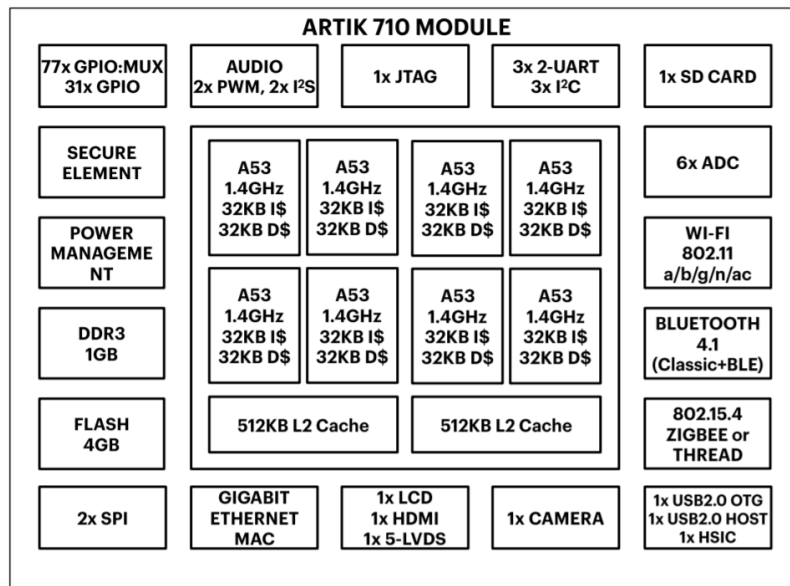 ARTIK 710 MODULE
77x GPIO:MUX
31x GPIO
AUDIO
2x PWM, 2x I²S
1x JTAG
3x 2-UART
3x I²C
1x SD CARD
SECURE
ELEMENT
POWER
MANAGEME
NT
DDR3
1GB
FLASH
4GB
A53
1.4GHz
32KB I$
32KB D$
A53
1.4GHz
32KB I$
32KB D$
A53
1.4GHz
32KB I$
32KB D$
A53
1.4GHz
32KB I$
32KB D$
A53
1.4GHz
32KB I$
32KB D$
A53
1.4GHz
32KB I$
32KB D$
A53
1.4GHz
32KB I$
32KB D$
A53
1.4GHz
32KB I$
32KB D$
512KB L2 Cache
512KB L2 Cache
6x ADC
WI-FI
802.11
a/b/g/n/ac
BLUETOOTH
4.1
(Classic+BLE)
802.15.4
ZIGBEE or
THREAD
2x SPI
GIGABIT
ETHERNET
MAC
1x LCD
1x HDMI
1x 5-LVDS
1x CAMERA
1x USB2.0 OTG
1x USB2.0 HOST
1x HSIC